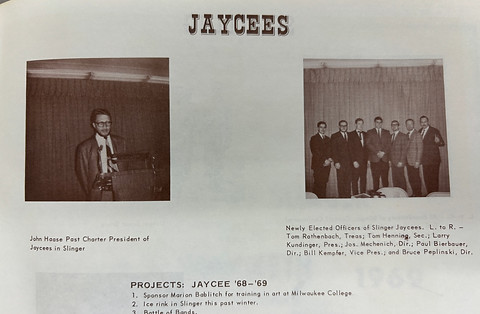 JAYCEES
John Haase Past Charter President of
Jaycees in Slinger
Newly Elected Officers of Slinger Jaycees. L. to R. –
Tom Rothenbach, Treas; Tom Henning, Sec.; Larry
Kundinger, Pres.; Jos. Mechenich, Dir.; Paul Bierbauer,
Dir.; Bill Kempfer, Vice Pres.; and Bruce Peplinski, Dir.
PROJECTS: JAYCEE '68–'69
1. Sponsor Marion Bablitch for training in art at Milwaukee College.
2. Ice rink in Slinger this past winter.
3. Battle of Bands.